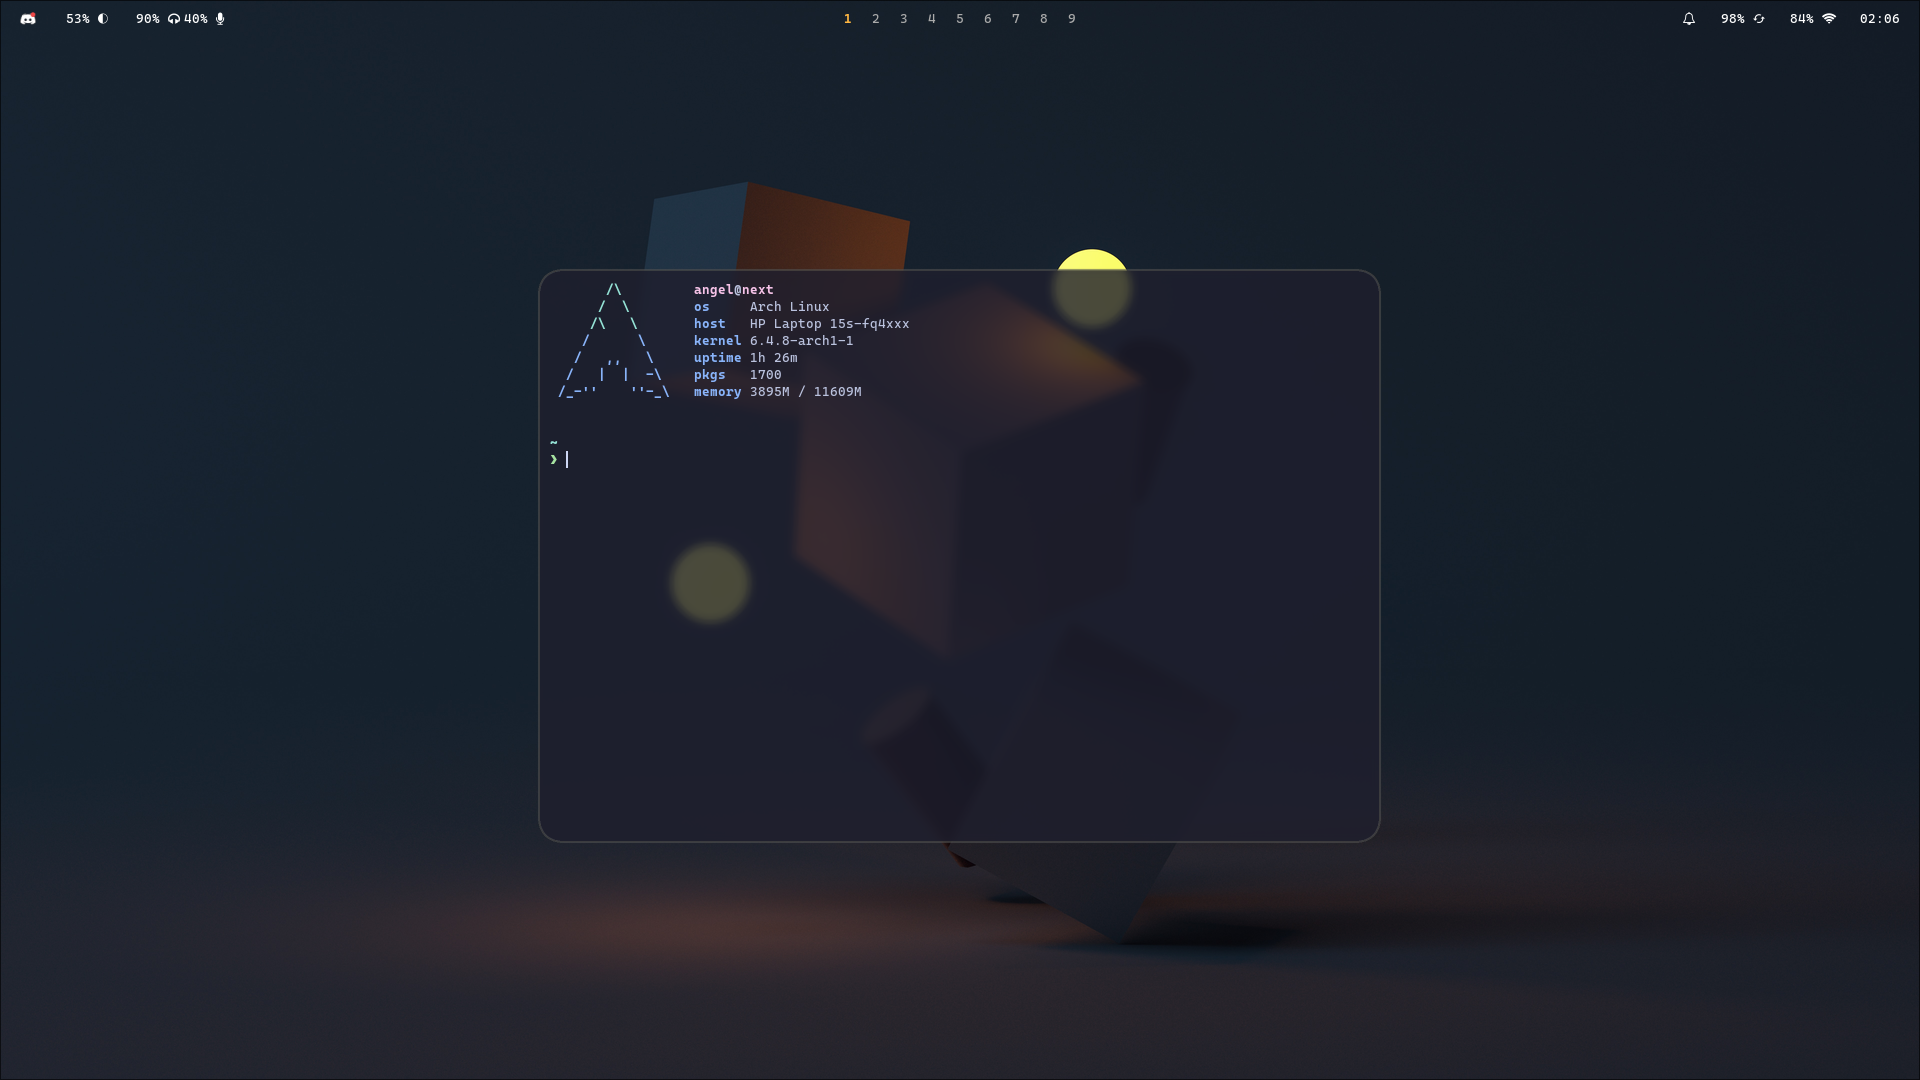 53% 90% 40% 1 2 3 4 5 6 7 8 9 98% 84% 02:06
angel@next
os Arch Linux
host HP Laptop 15s-fq4xxx
kernel 6.4.8-arch1-1
uptime 1h 26m
pkgs 1700
memory 3895M / 11609M
~
❯